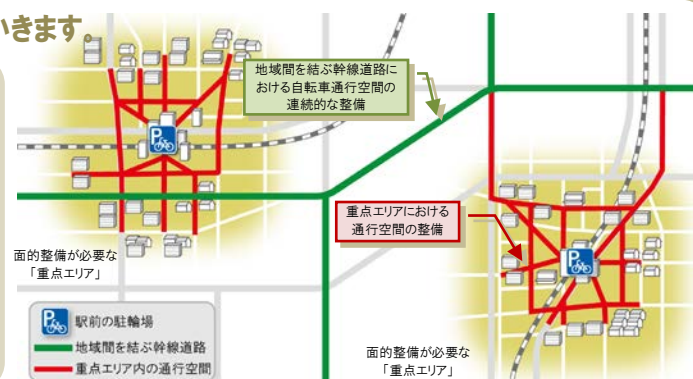 いきます。
地域間を結ぶ幹線道路に
おける自転車通行空間の
連続的な整備
重点エリアにおける
通行空間の整備
面的整備が必要な
「重点エリア」
P
駅前の駐輪場
地域間を結ぶ幹線道路
重点エリア内の通行空間
P
P
面的整備が必要な
「重点エリア」